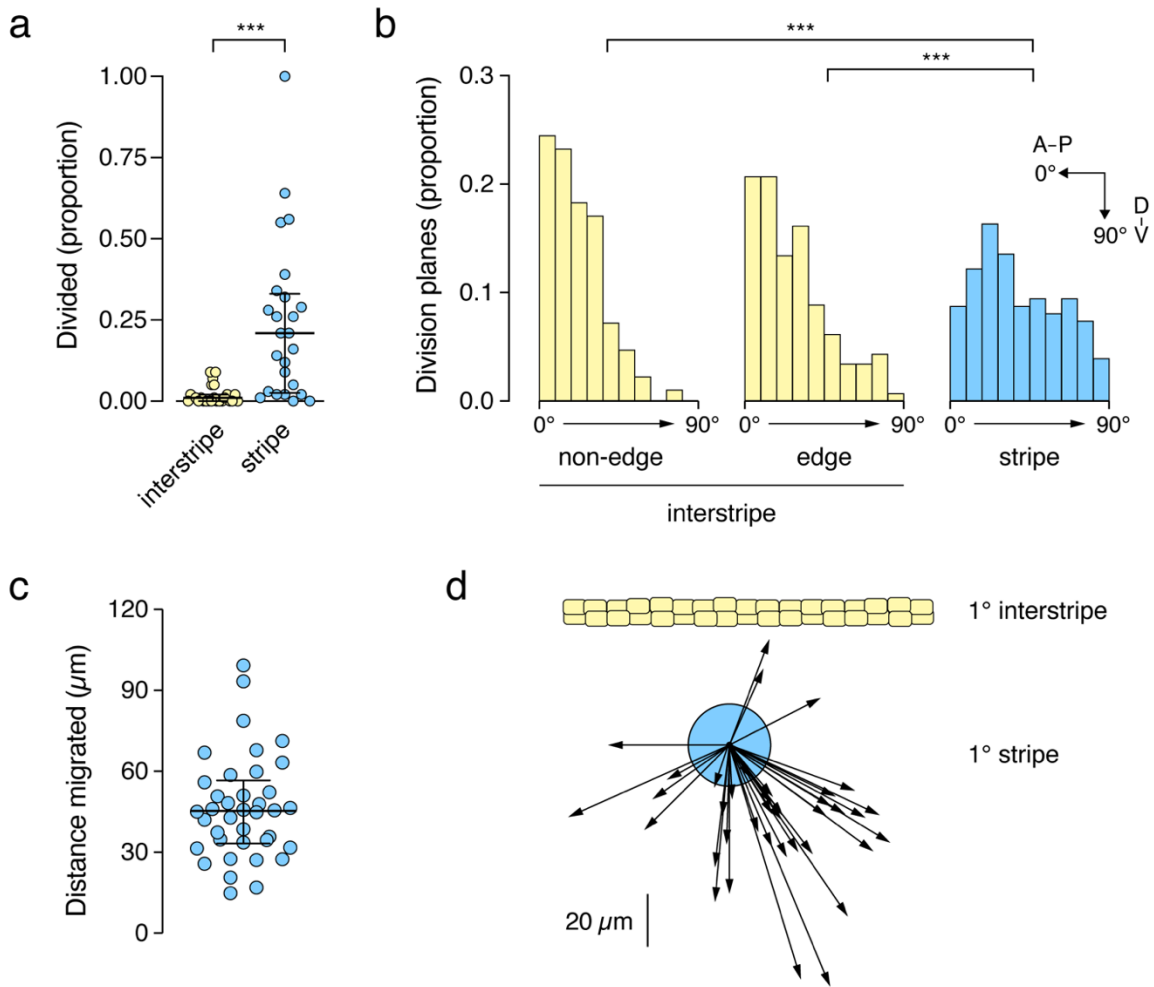 a
***
Divided (proportion)
1.00
0.75
0.50
0.25
0.00
interstripe
stripe
b
***
***
Division planes (proportion)
0.3
0.2
0.1
0.0
0° 90°
non-edge
0° 90°
edge
0° 90°
stripe
interstripe
A–P
0°
90°
D
-
V
c
Distance migrated (µm)
120
90
60
30
0
d
1° interstripe
1° stripe
20 µm